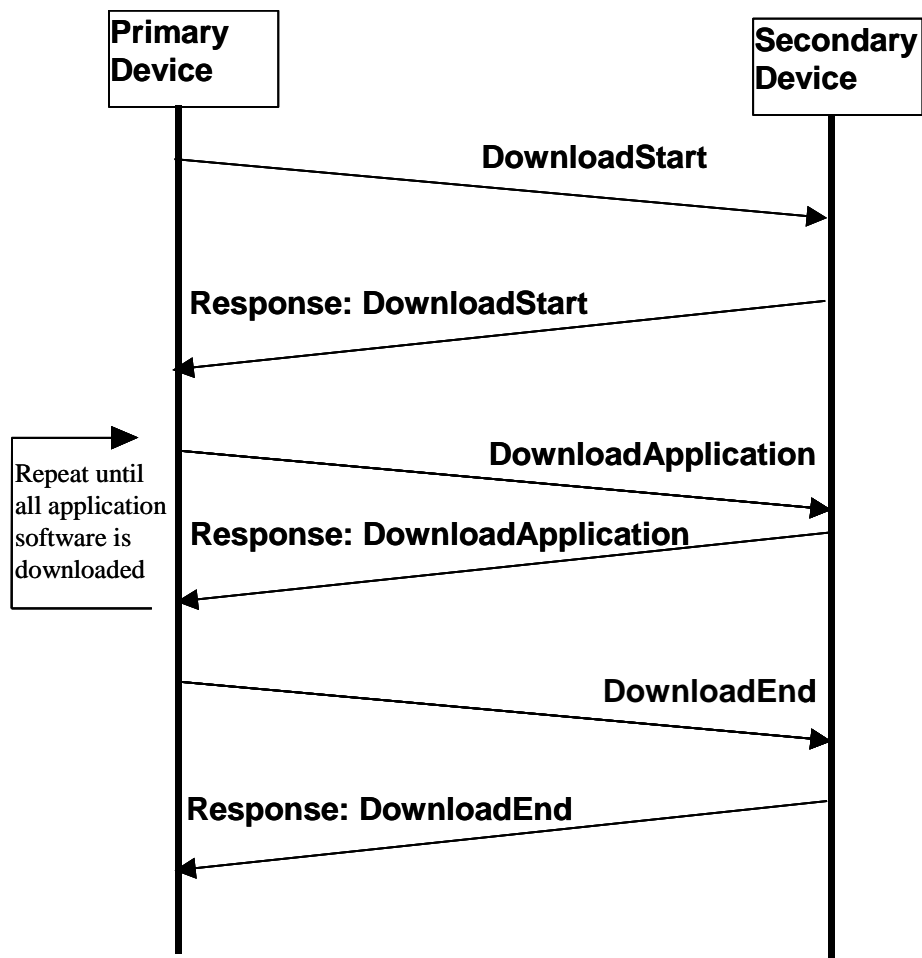 Primary
Device
Secondary
Device
DownloadStart
Response: DownloadStart
DownloadApplication
Repeat until
all application
software is
downloaded
Response: DownloadApplication
DownloadEnd
Response: DownloadEnd